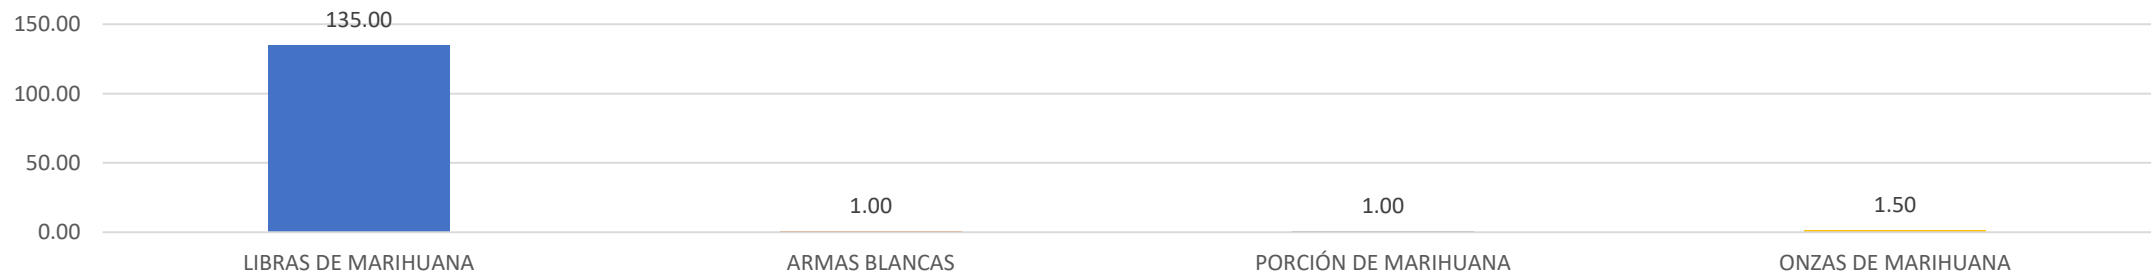 150.00
135.00
100.00
50.00
1.00
1.00
1.50
0.00
LIBRAS DE MARIHUANA
ARMAS BLANCAS
PORCIÓN DE MARIHUANA
ONZAS DE MARIHUANA